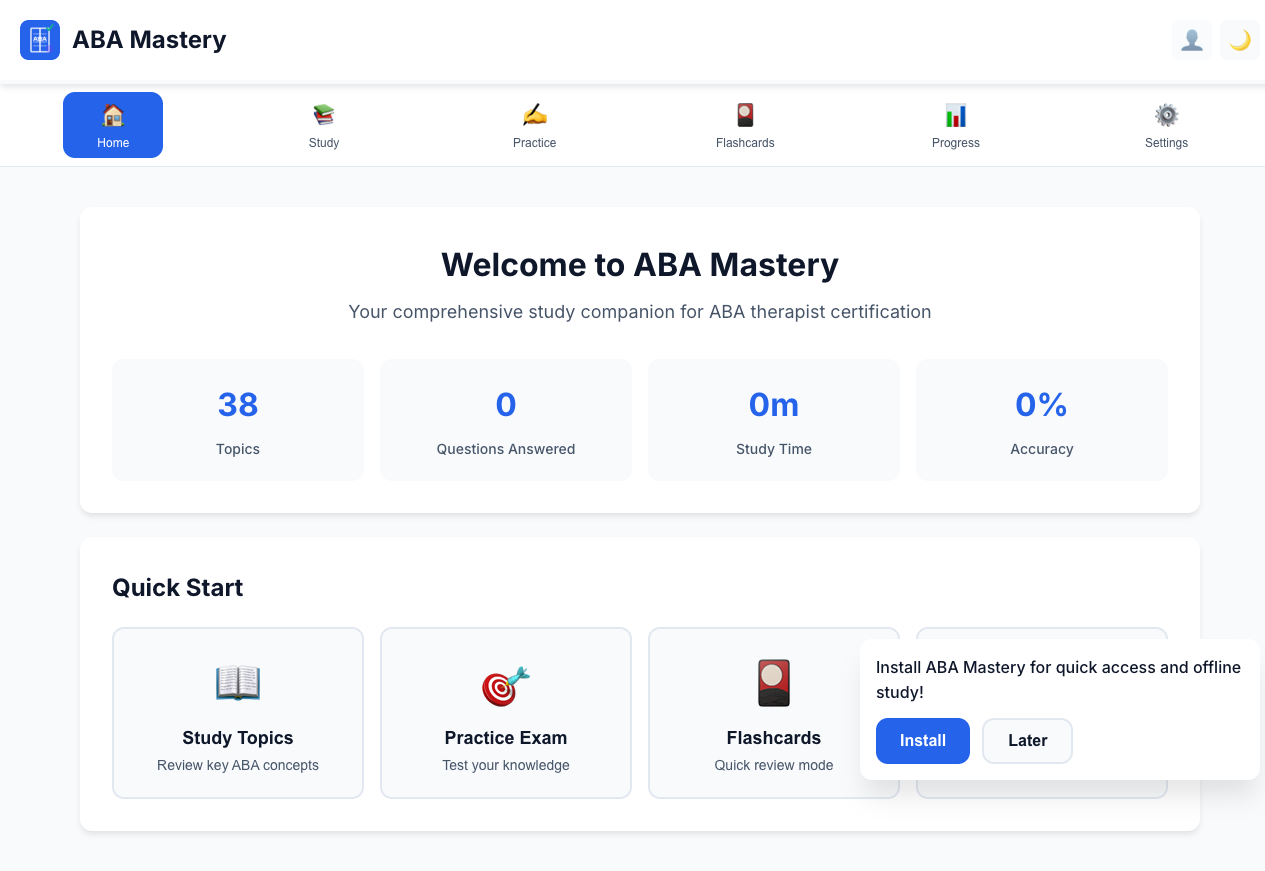 ABA
ABA Mastery
Home
Study
Practice
Flashcards
Progress
Settings
Welcome to ABA Mastery
Your comprehensive study companion for ABA therapist certification
38
Topics
0
Questions Answered
0m
Study Time
0%
Accuracy
Quick Start
Study Topics
Review key ABA concepts
Practice Exam
Test your knowledge
Flashcards
Quick review mode
Install ABA Mastery for quick access and offline
study!
Install
Later